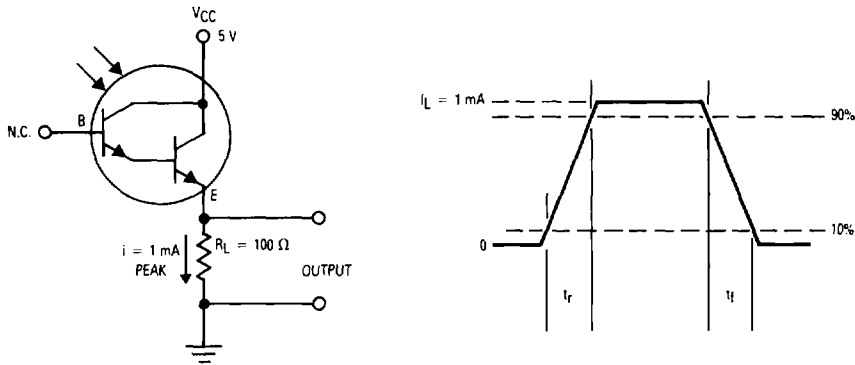 VCC
5 V
B
N.C.
E
i = 1 mA
PEAK
RL = 100 Ω
OUTPUT
IL = 1 mA
90%
10%
0
tr
tf